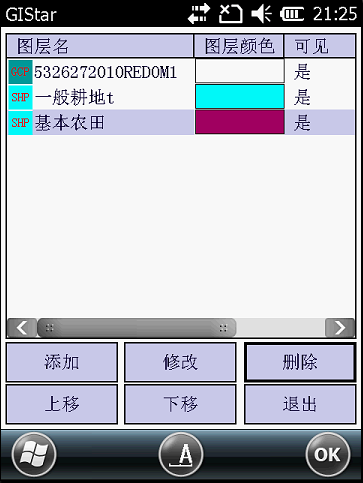 GIStar 21:25
图层名 图层颜色 可见
GCP 5326272010REDOM1 是
SHP 一般耕地t 是
SHP 基本农田 是
添加 修改 删除
上移 下移 退出
A OK